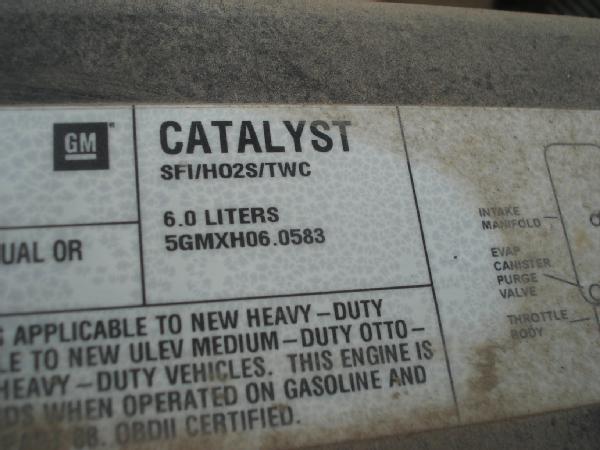 GM
CATALYST
SFI/HO2S/TWC
6.0 LITERS
5GMXH06.0583
UAL OR
APPLICABLE TO NEW HEAVY-DUTY
LE TO NEW ULEV MEDIUM-DUTY OTTO-
HEAVY-DUTY VEHICLES. THIS ENGINE IS
DS WHEN OPERATED ON GASOLINE AND
88. OBDII CERTIFIED.
INTAKE
MANIFOLD
EVAP
CANISTER
PURGE
VALVE
THROTTLE
BODY